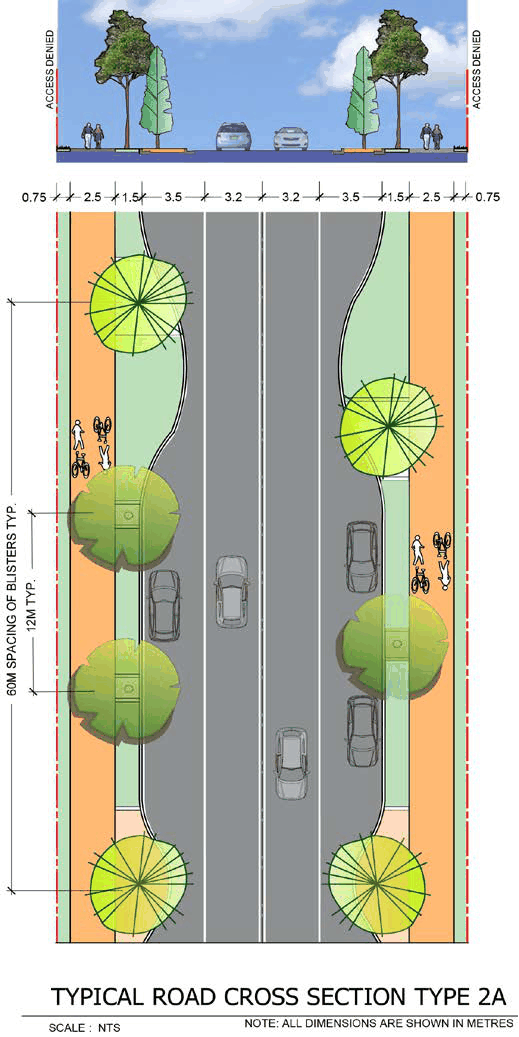 ACCESS DENIED
ACCESS DENIED
0.75 2.5 1.5 3.5 3.2 3.2 3.5 1.5 2.5 0.75
60M SPACING OF BLISTERS TYP.
12M TYP.
TYPICAL ROAD CROSS SECTION TYPE 2A
SCALE : NTS
NOTE: ALL DIMENSIONS ARE SHOWN IN METRES